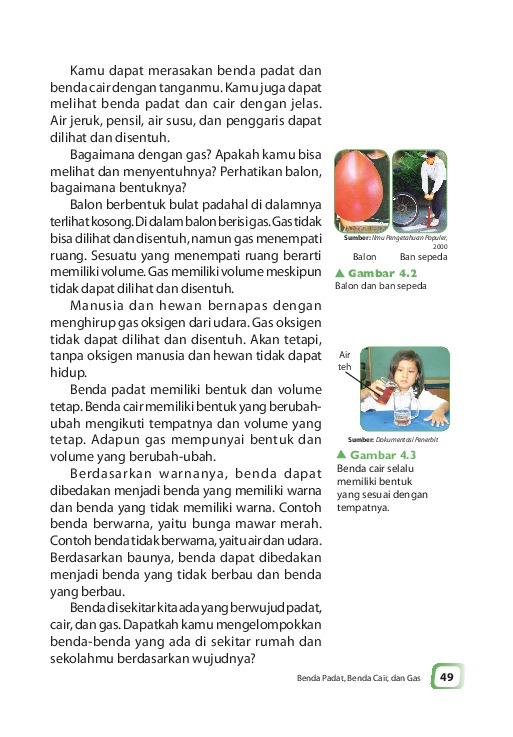 Kamu dapat merasakan benda padat dan
benda cair dengan tanganmu. Kamu juga dapat
melihat benda padat dan cair dengan jelas.
Air jeruk, pensil, air susu, dan penggaris dapat
dilihat dan disentuh.
Bagaimana dengan gas? Apakah kamu bisa
melihat dan menyentuhnya? Perhatikan balon,
bagaimana bentuknya?
Balon berbentuk bulat padahal di dalamnya
terlihat kosong. Di dalam balon berisi gas. Gas tidak
bisa dilihat dan disentuh, namun gas menempati
ruang. Sesuatu yang menempati ruang berarti
memiliki volume. Gas memiliki volume meskipun
tidak dapat dilihat dan disentuh.
Manusia dan hewan bernapas dengan
menghirup gas oksigen dari udara. Gas oksigen
tidak dapat dilihat dan disentuh. Akan tetapi,
tanpa oksigen manusia dan hewan tidak dapat
hidup.
Benda padat memiliki bentuk dan volume
tetap. Benda cair memiliki bentuk yang berubah-
ubah mengikuti tempatnya dan volume yang
tetap. Adapun gas mempunyai bentuk dan
volume yang berubah-ubah.
Berdasarkan warnanya, benda dapat
dibedakan menjadi benda yang memiliki warna
dan benda yang tidak memiliki warna. Contoh
benda berwarna, yaitu bunga mawar merah.
Contoh benda tidak berwarna, yaitu air dan udara.
Berdasarkan baunya, benda dapat dibedakan
menjadi benda yang tidak berbau dan benda
yang berbau.
Benda di sekitar kita ada yang berwujud padat,
cair, dan gas. Dapatkah kamu mengelompokkan
benda-benda yang ada di sekitar rumah dan
sekolahmu berdasarkan wujudnya?
Sumber: Ilmu Pengetahuan Populer,
2000
Balon Ban sepeda
▲ Gambar 4.2
Balon dan ban sepeda
Air
teh
Sumber: Dokumentasi Penerbit
▲ Gambar 4.3
Benda cair selalu
memiliki bentuk
yang sesuai dengan
tempatnya.
Benda Padat, Benda Cair, dan Gas 49